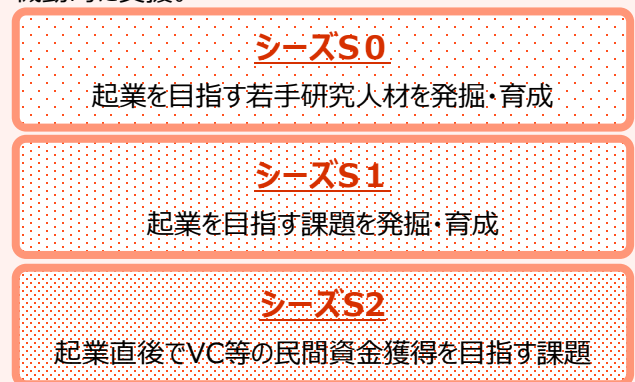 シーズS０
起業を目指す若手研究人材を発掘・育成
シーズS１
起業を目指す課題を発掘・育成
シーズS2
起業直後でVC等の民間資金獲得を目指す課題